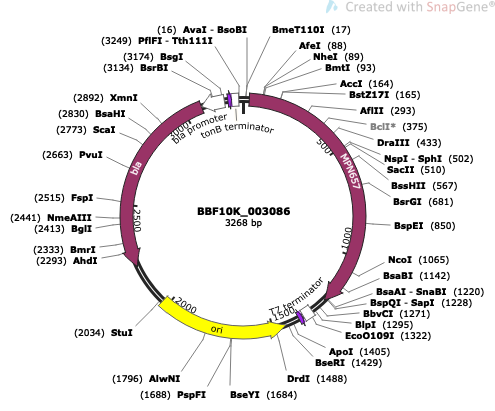 Created with SnapGene®
(16) AvaI - BsoBI
BmeT110I (17)
(3249) PflFI - Tth111I
AfeI (88)
(3174) BsgI
NheI (89)
(3134) BsrBI
BmtI (93)
AccI (164)
BstZ17I (165)
(2892) XmnI
AflII (293)
(2830) BsaHI
BclI* (375)
(2773) ScaI
DraIII (433)
(2663) PvuI
NspI - SphI (502)
SacII (510)
BssHII (567)
(2515) FspI
BsrGI (681)
(2441) NmeAIII
BspEI (850)
(2413) BglI
(2333) BmrI
NcoI (1065)
(2293) AhdI
BsaBI (1142)
BsaAI - SnaBI (1220)
BspQI - SapI (1228)
BbvCI (1271)
BlpI (1295)
EcoO109I (1322)
(2034) StuI
ApoI (1405)
BseRI (1429)
DrdI (1488)
(1796) AlwNI
(1688) PspFI
BseYI (1684)
bla promoter
tonB terminator
bla
MPN657
T7 terminator
ori
500
1000
1500
2000
2500
3000
BBF10K_003086
3268 bp